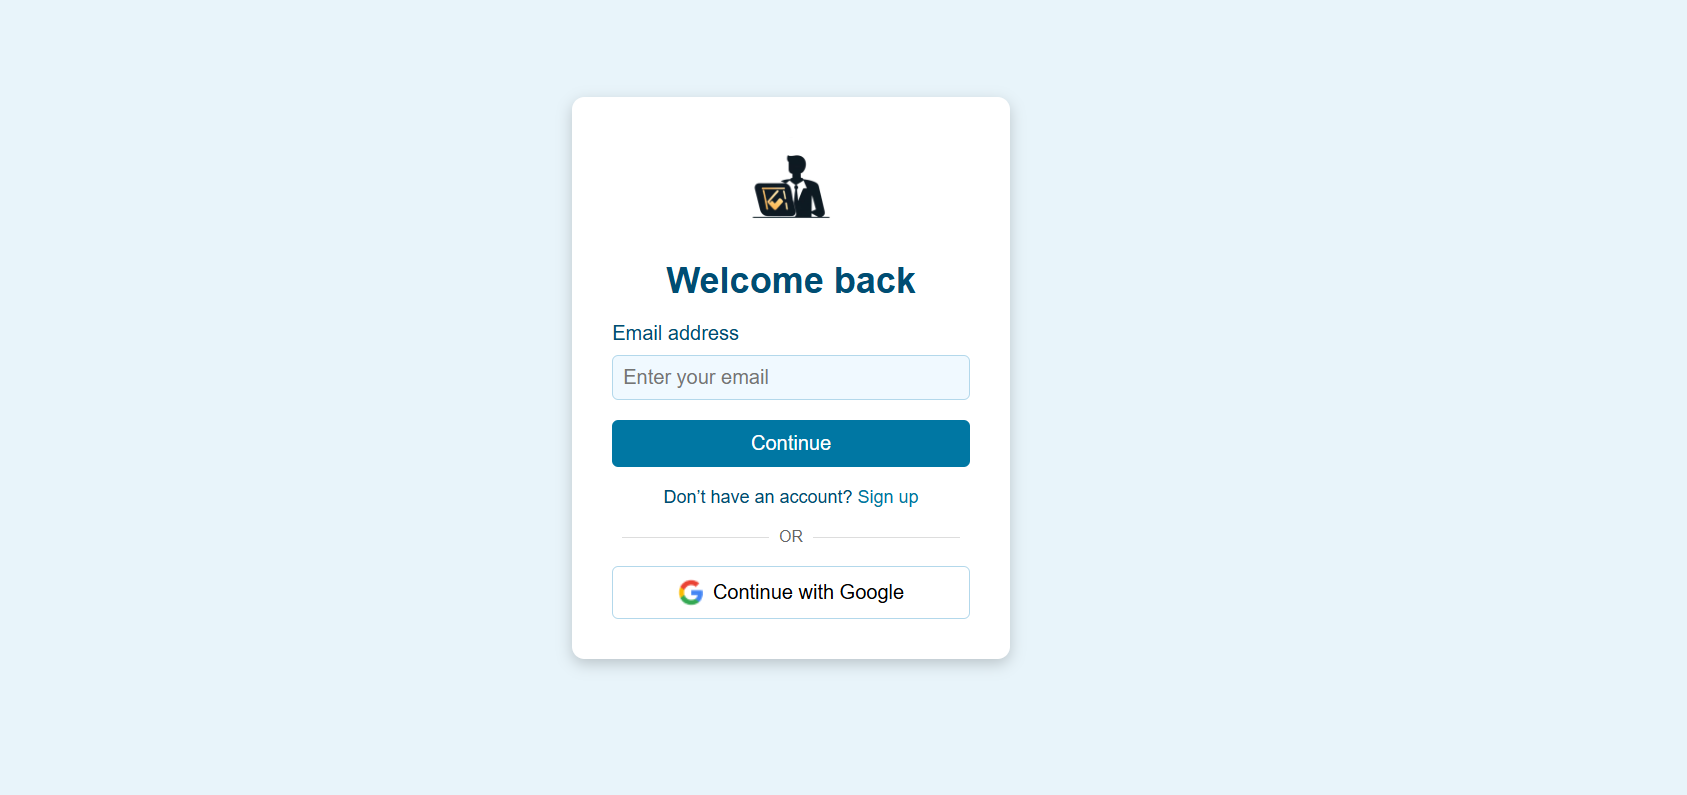 Welcome back
Email address
Enter your email
Continue
Don’t have an account? Sign up
OR
Continue with Google